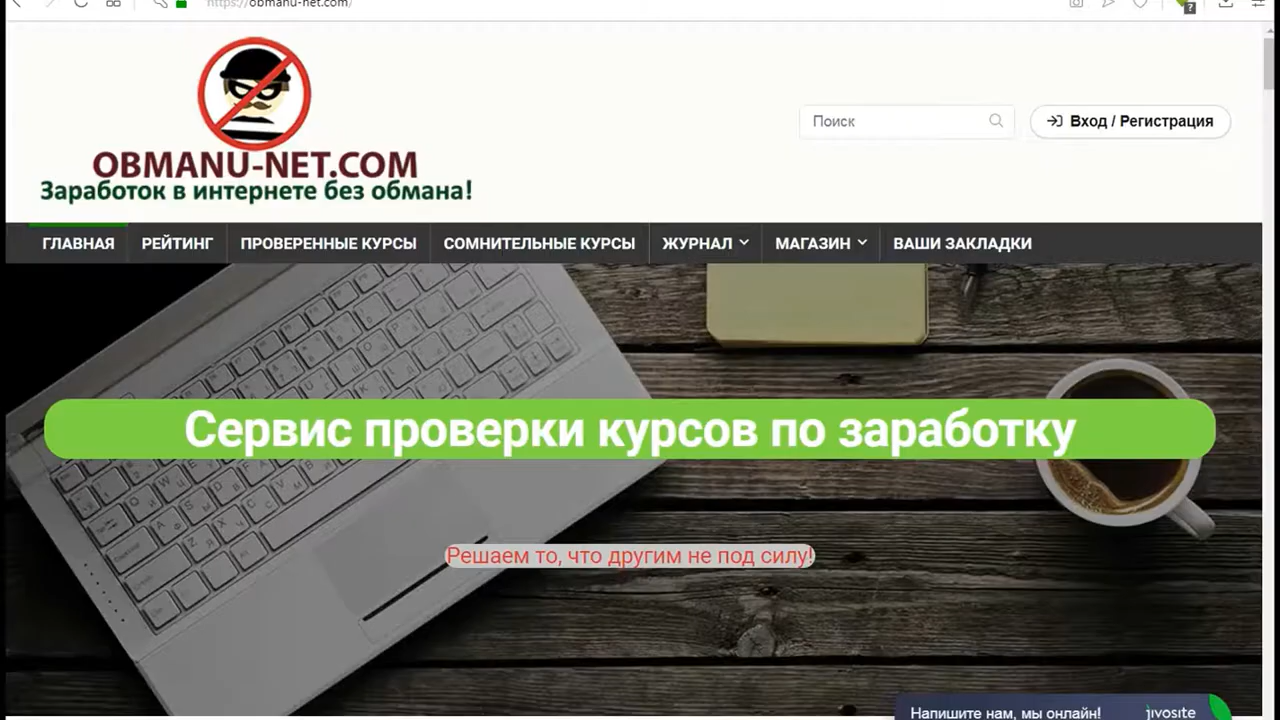 https://obmanu-net.com/
OBMANU-NET.COM
Заработок в интернете без обмана!
Поиск
Вход / Регистрация
ГЛАВНАЯ РЕЙТИНГ ПРОВЕРЕННЫЕ КУРСЫ СОМНИТЕЛЬНЫЕ КУРСЫ ЖУРНАЛ МАГАЗИН ВАШИ ЗАКЛАДКИ
Сервис проверки курсов по заработку
Решаем то, что другим не под силу!
Напишите нам, мы онлайн! jivosite